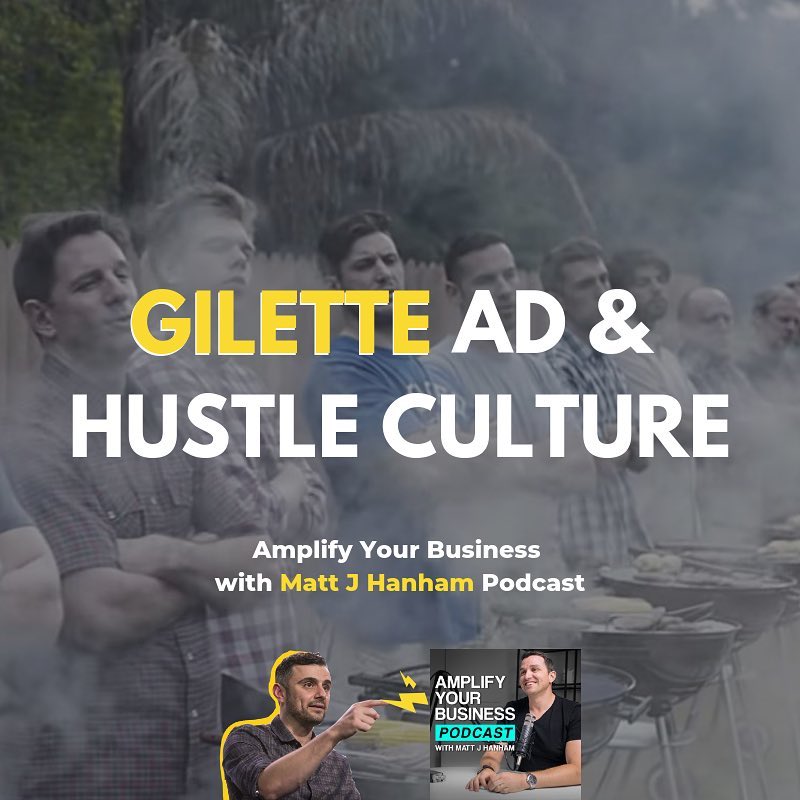 GILETTE AD &
HUSTLE CULTURE
Amplify Your Business
with Matt J Hanham Podcast
AMPLIFY
YOUR
BUSINESS
PODCAST
WITH MATT J HANHAM